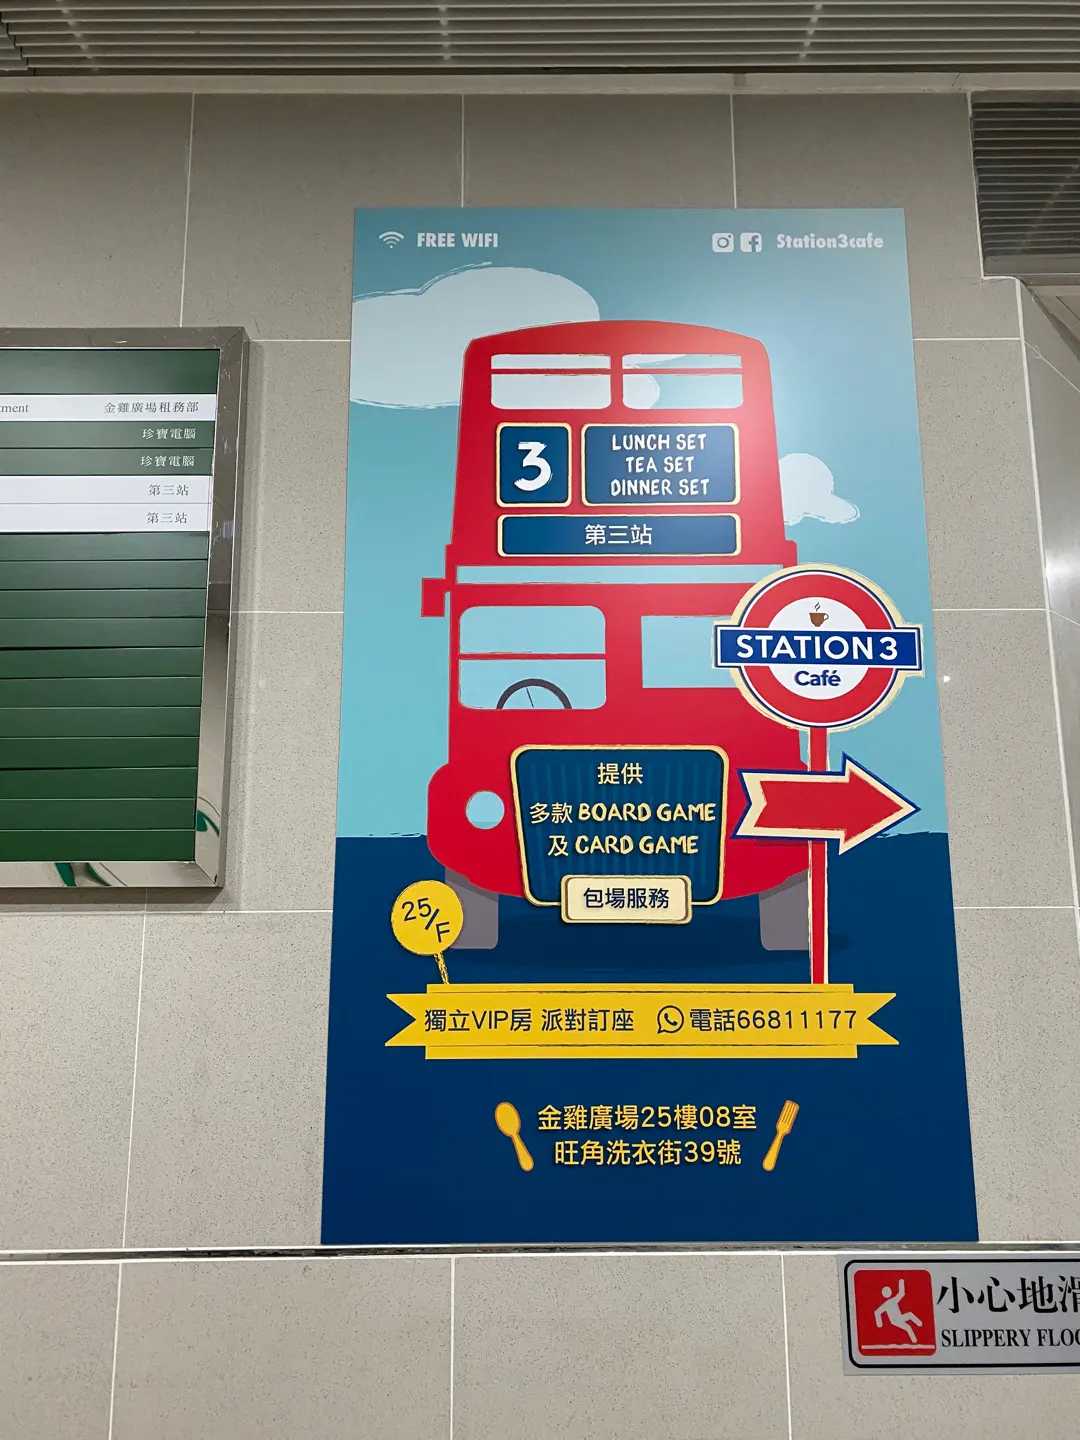 FREE WIFI
Station3cafe
3
LUNCH SET
TEA SET
DINNER SET
第三站
STATION 3
Café
提供
多款 BOARD GAME
及 CARD GAME
包場服務
25/F
獨立VIP房 派對訂座 電話66811177
金雞廣場25樓08室
旺角洗衣街39號
金雞廣場租務部
珍寶電腦
珍寶電腦
第三站
第三站
小心地滑
SLIPPERY